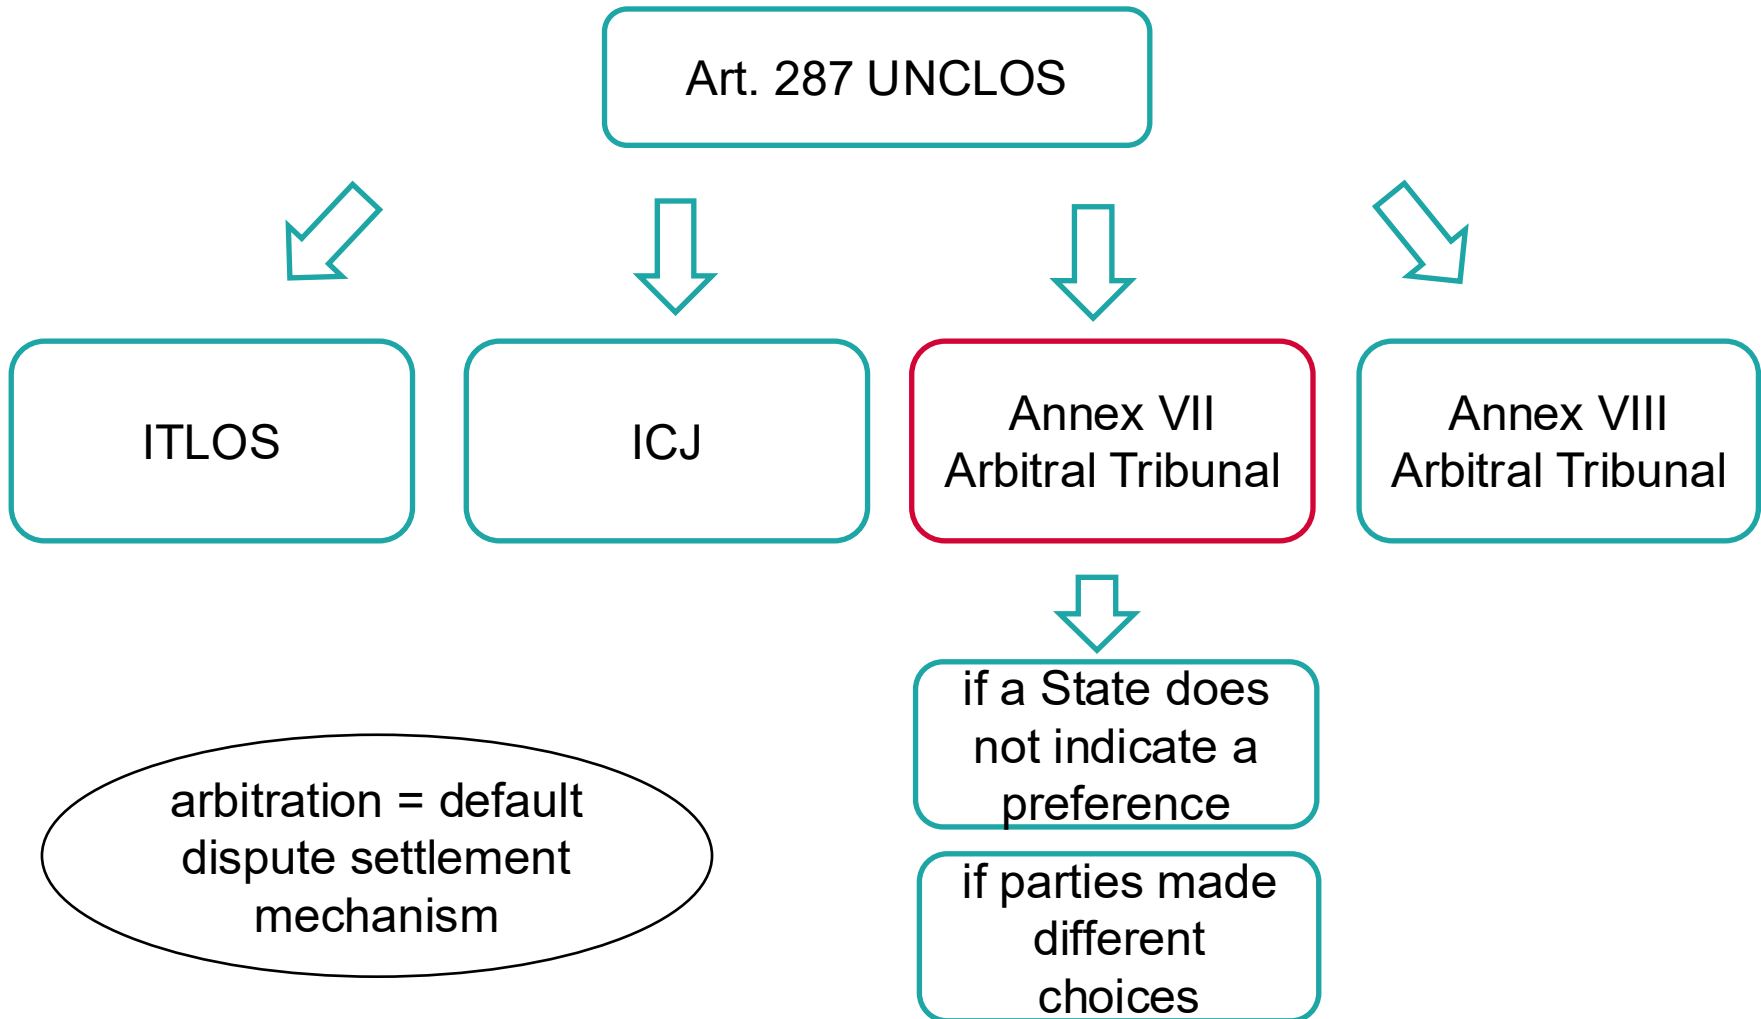 Art. 287 UNCLOS
ITLOS
ICJ
Annex VII
Arbitral Tribunal
Annex VIII
Arbitral Tribunal
if a State does
not indicate a
preference
arbitration = default
dispute settlement
mechanism
if parties made
different
choices